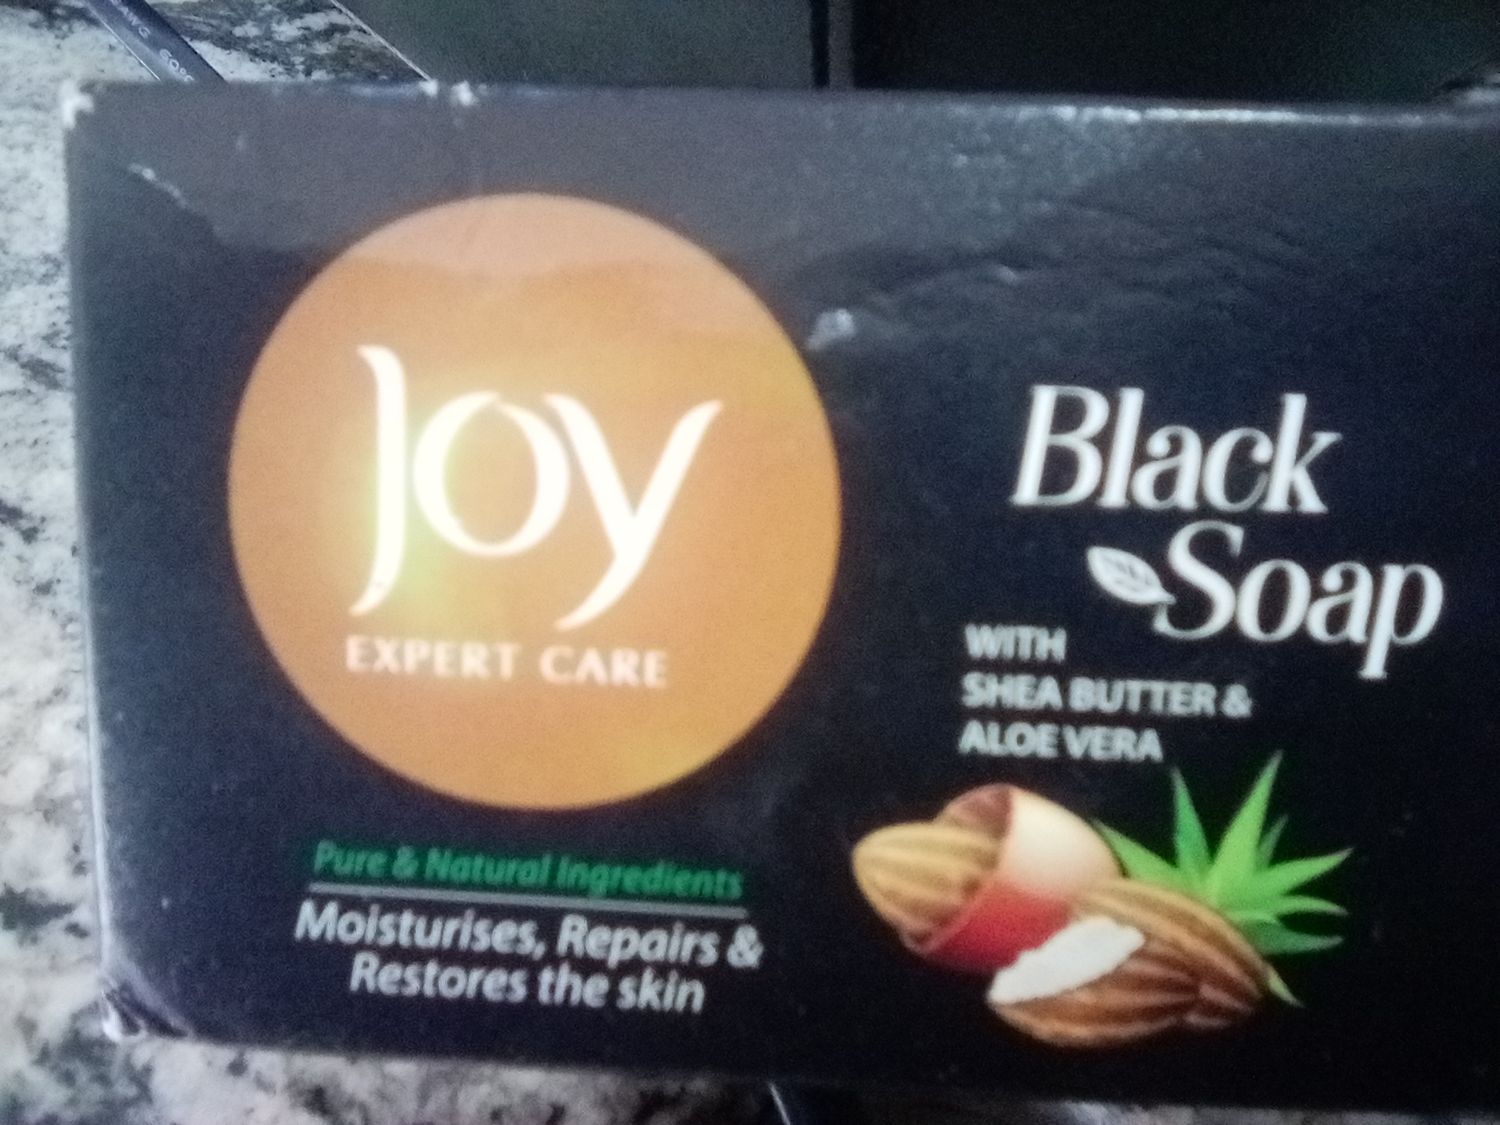 Joy
EXPERT CARE
Pure & Natural Ingredients
Moisturises, Repairs &
Restores the skin
Black
Soap
WITH
SHEA BUTTER &
ALOE VERA